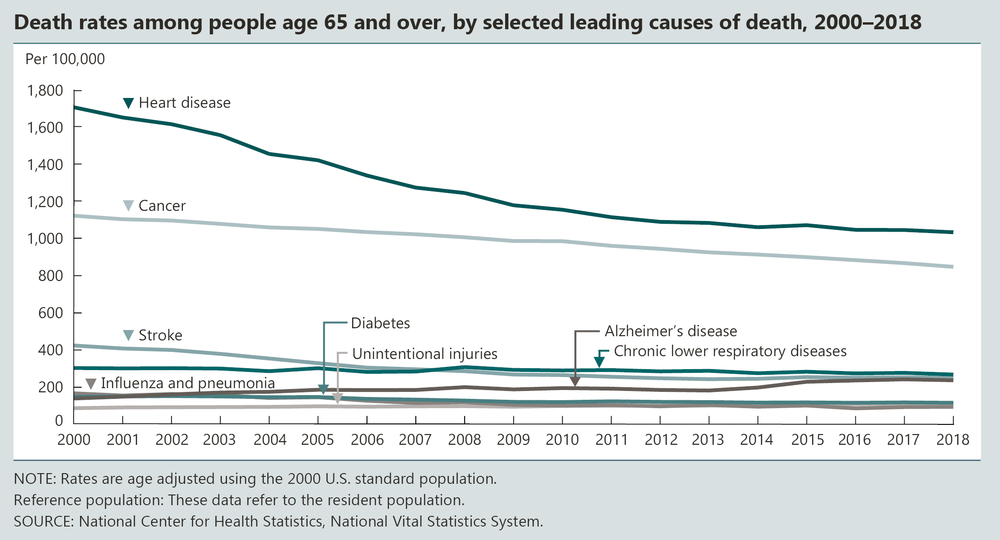 Death rates among people age 65 and over, by selected leading causes of death, 2000–2018
Per 100,000
1,800
Heart disease
1,600
1,400
1,200
Cancer
1,000
800
600
Diabetes
Stroke
Alzheimer’s disease
400
Unintentional injuries
Chronic lower respiratory diseases
200
Influenza and pneumonia
0
2000 2001 2002 2003 2004 2005 2006 2007 2008 2009 2010 2011 2012 2013 2014 2015 2016 2017 2018
NOTE: Rates are age adjusted using the 2000 U.S. standard population.
Reference population: These data refer to the resident population.
SOURCE: National Center for Health Statistics, National Vital Statistics System.